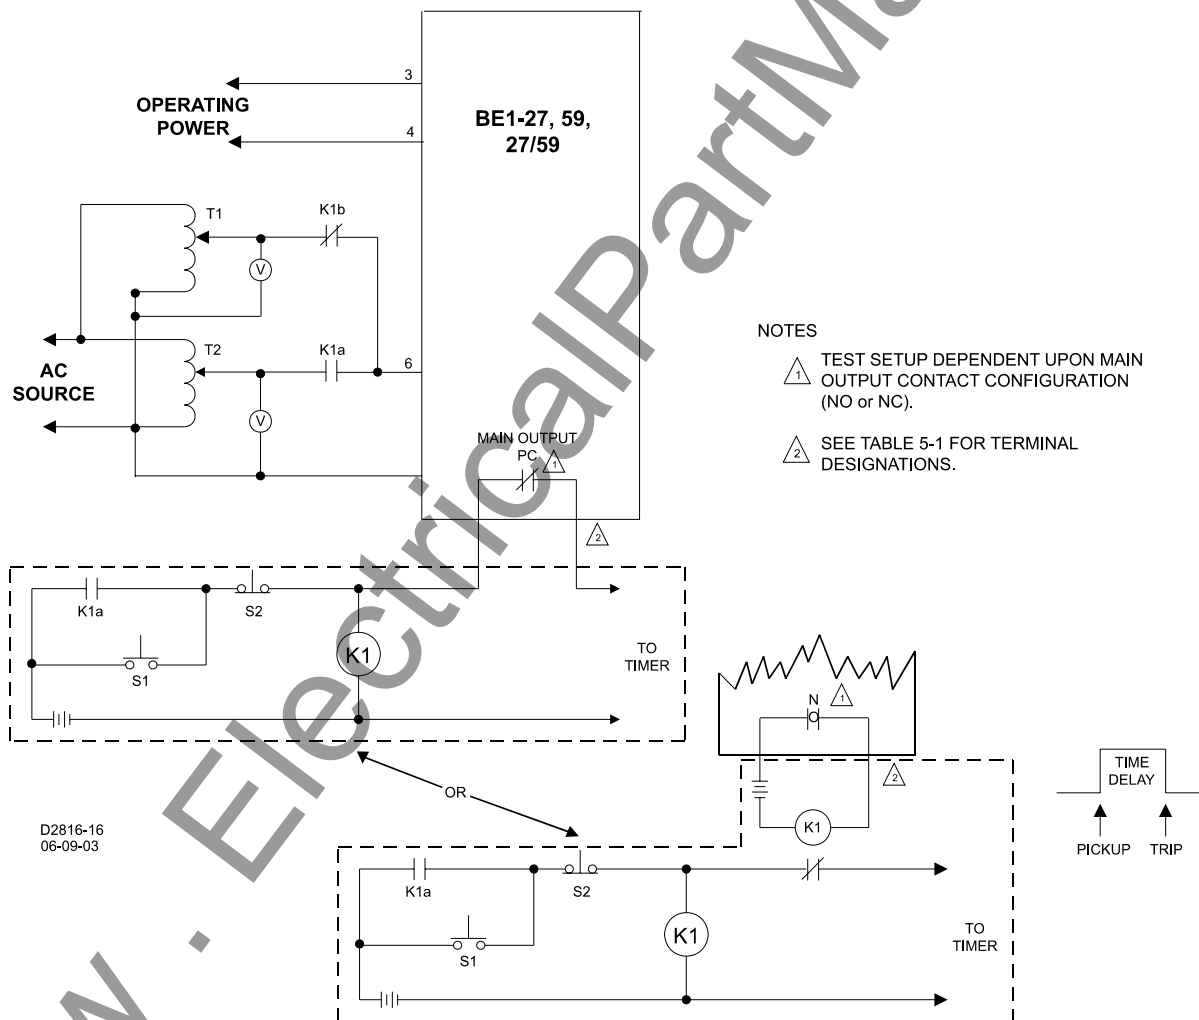 3
OPERATING
POWER
4
BE1-27, 59,
27/59
T1
K1b
V
T2
K1a
6
AC
SOURCE
V
MAIN OUTPUT
PC
1
2
NOTES
1
TEST SETUP DEPENDENT UPON MAIN
OUTPUT CONTACT CONFIGURATION
(NO or NC).
2
SEE TABLE 5-1 FOR TERMINAL
DESIGNATIONS.
K1a
S2
S1
K1
TO
TIMER
OR
N
1
2
K1
TIME
DELAY
PICKUP
TRIP
D2816-16
06-09-03
K1a
S2
S1
K1
TO
TIMER
w . ElectricalPartMa